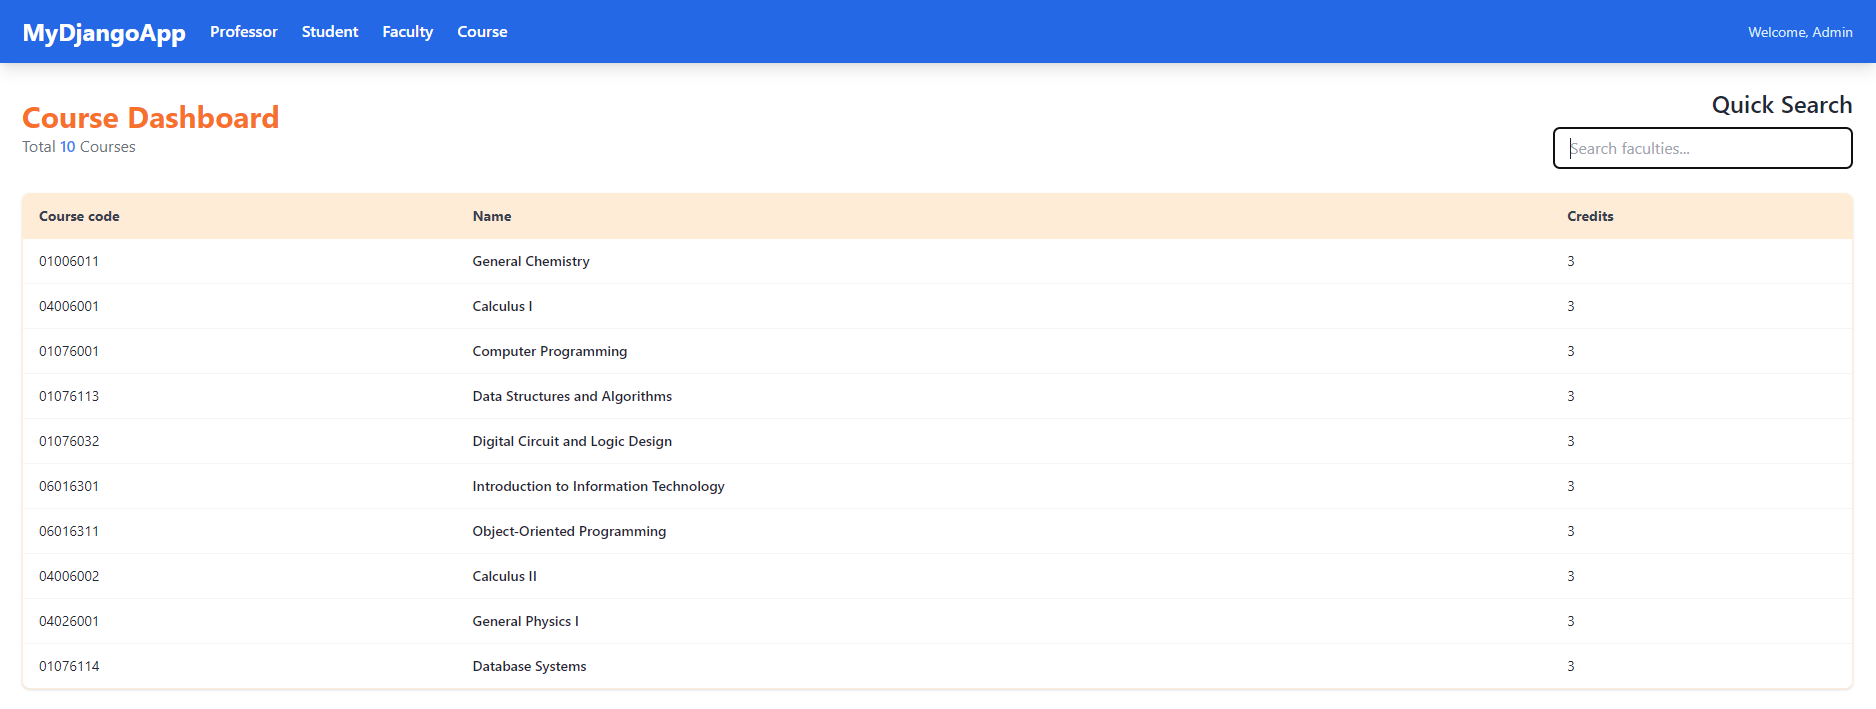 MyDjangoApp Professor Student Faculty Course Welcome, Admin
Course Dashboard
Total 10 Courses
Quick Search
Search faculties...
Course code Name Credits
01006011 General Chemistry 3
04006001 Calculus I 3
01076001 Computer Programming 3
01076113 Data Structures and Algorithms 3
01076032 Digital Circuit and Logic Design 3
06016301 Introduction to Information Technology 3
06016311 Object-Oriented Programming 3
04006002 Calculus II 3
04026001 General Physics I 3
01076114 Database Systems 3